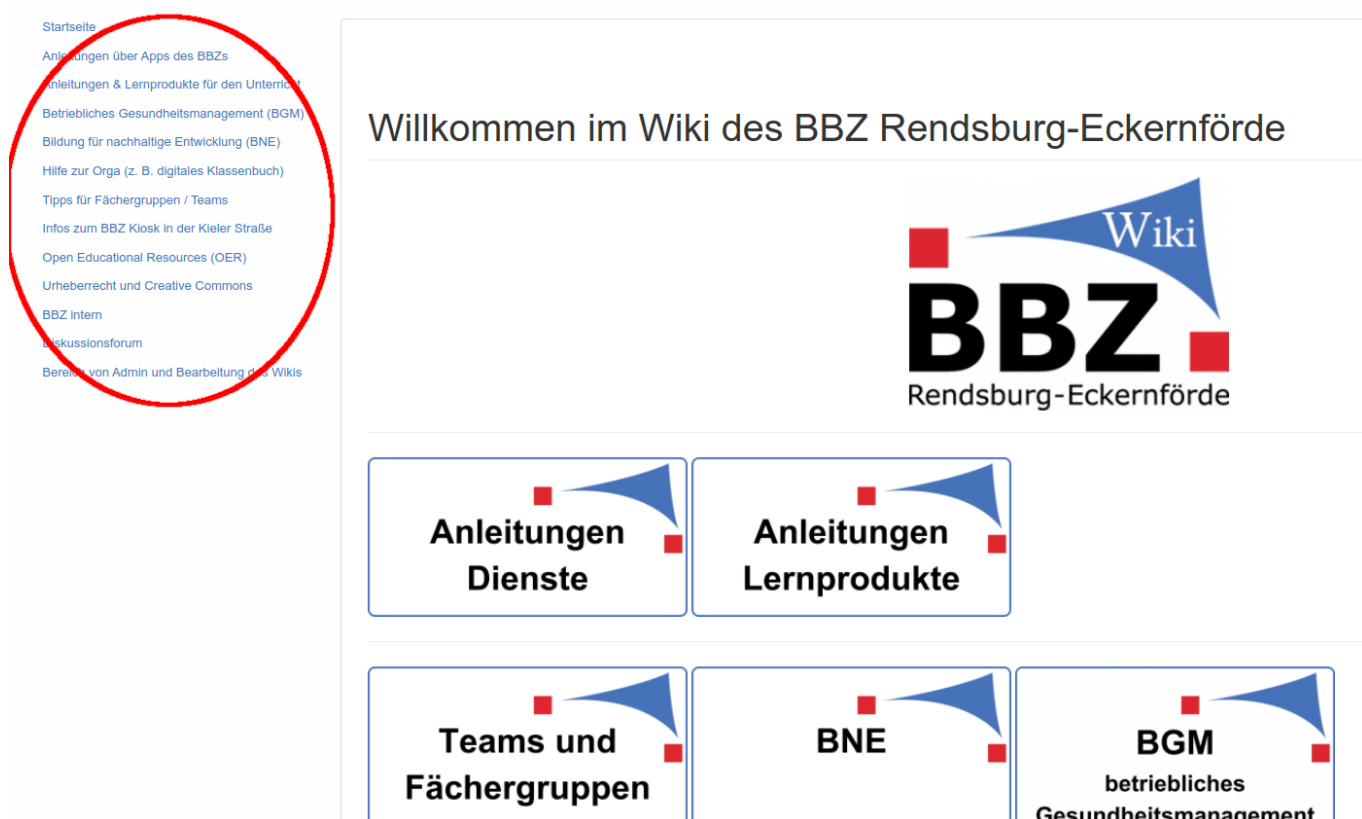 Startseite
Anleitungen über Apps des BBZs
Anleitungen & Lernprodukte für den Unterricht
Betriebliches Gesundheitsmanagement (BGM)
Bildung für nachhaltige Entwicklung (BNE)
Hilfe zur Orga (z. B. digitales Klassenbuch)
Tipps für Fächergruppen / Teams
Infos zum BBZ Kiosk in der Kieler Straße
Open Educational Resources (OER)
Urheberrecht und Creative Commons
BBZ intern
Diskussionsforum
Bereich von Admin und Bearbeitung des Wikis
Willkommen im Wiki des BBZ Rendsburg-Eckernförde
Wiki
BBZ
Rendsburg-Eckernförde
Anleitungen
Dienste
Anleitungen
Lernprodukte
Teams und
Fächergruppen
BNE
BGM
betriebliches
Gesundheitsmanagement